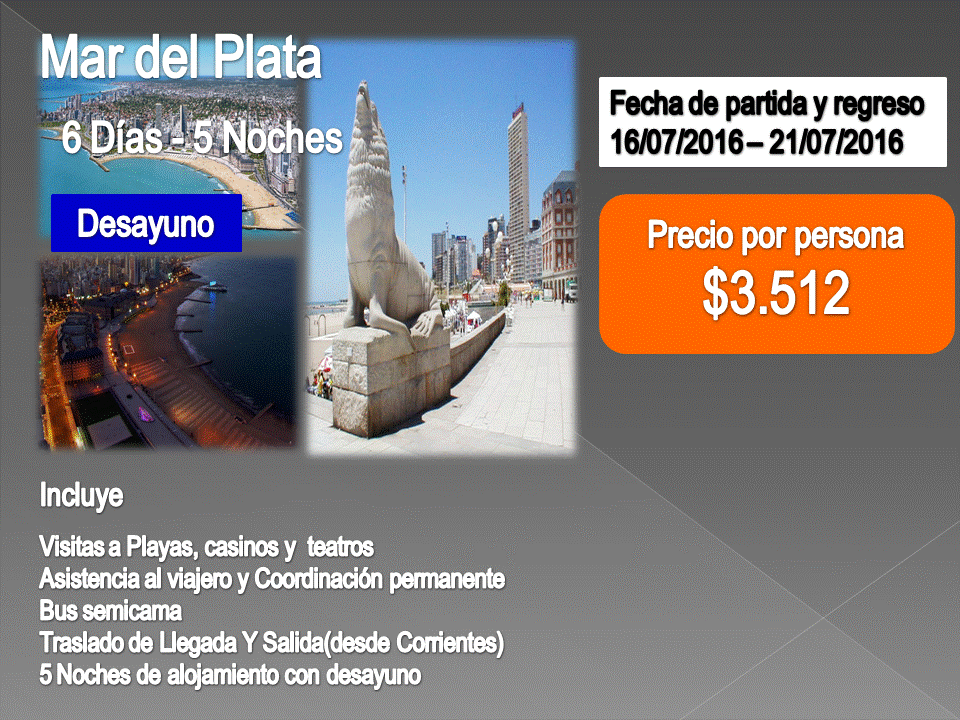 Mar del Plata
6 Días - 5 Noches
Desayuno
Fecha de partida y regreso
16/07/2016 – 21/07/2016
Precio por persona
$3.512
Incluye
Visitas a Playas, casinos y teatros
Asistencia al viajero y Coordinación permanente
Bus semicama
Traslado de Llegada Y Salida(desde Corrientes)
5 Noches de alojamiento con desayuno